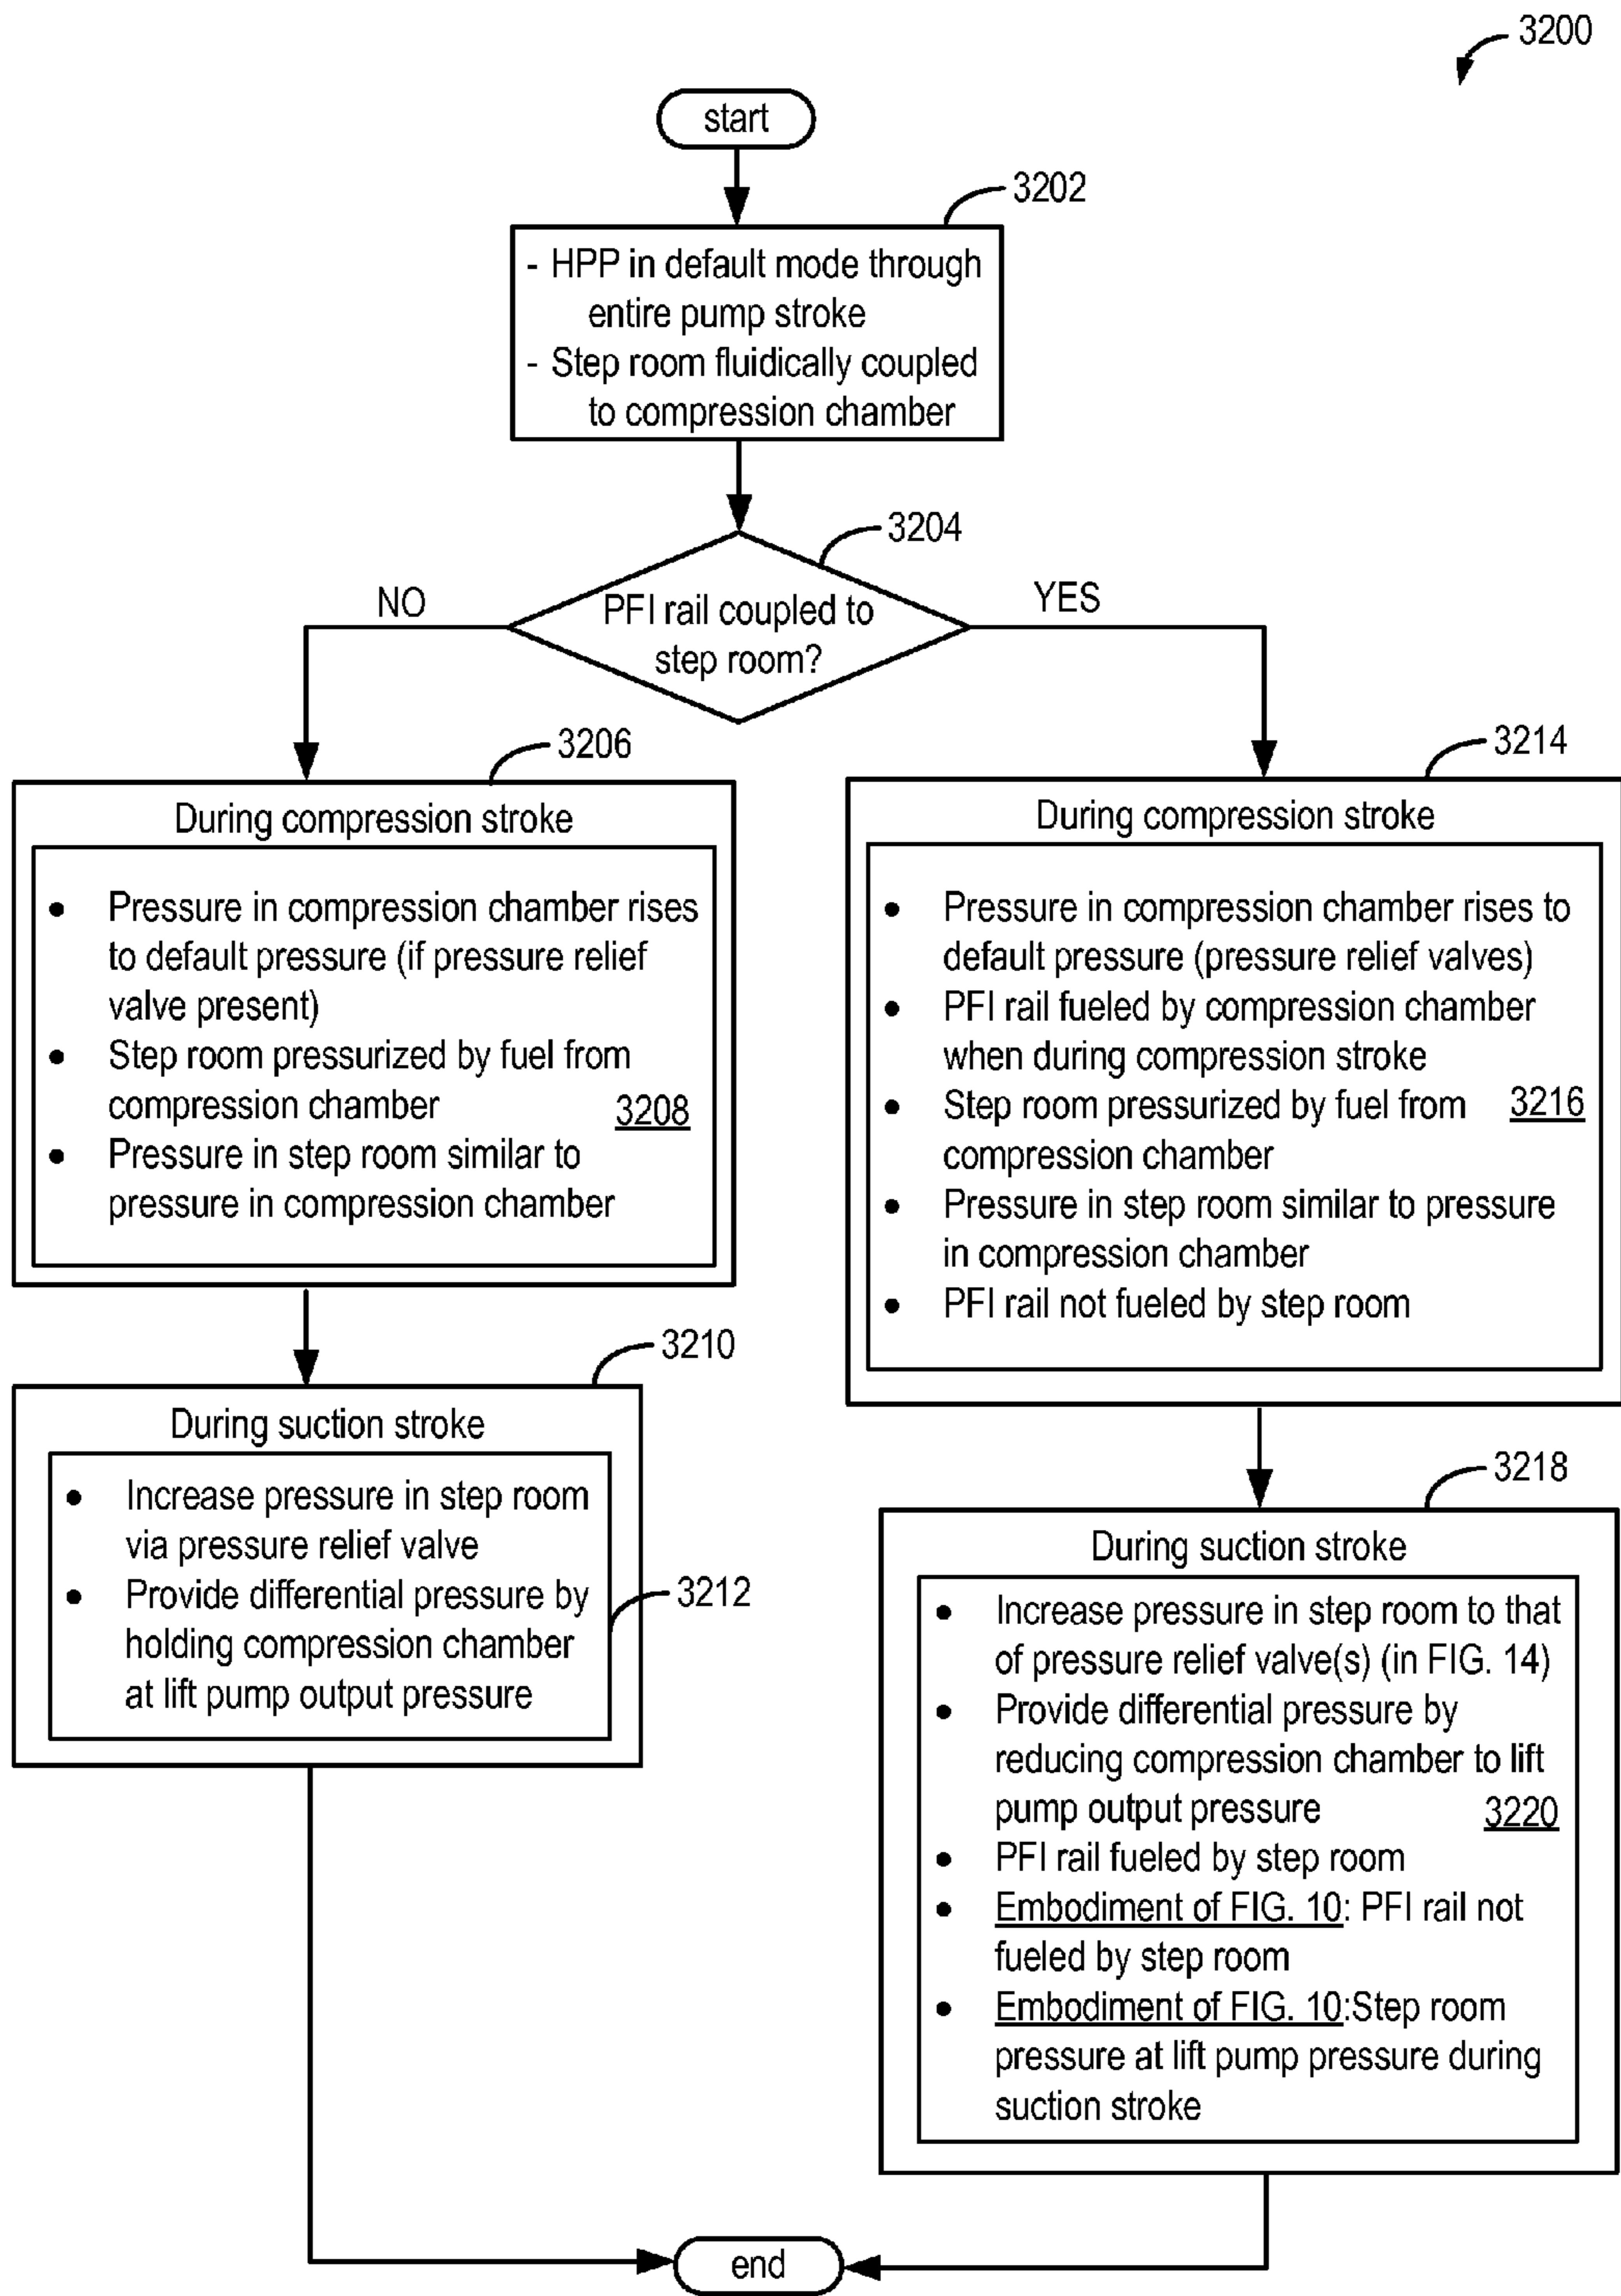 3200
start
3202
- HPP in default mode through
entire pump stroke
- Step room fluidically coupled
to compression chamber
3204
NO
PFI rail coupled to
step room?
YES
3206
During compression stroke
• Pressure in compression chamber rises
to default pressure (if pressure relief
valve present)
• Step room pressurized by fuel from
compression chamber
3208
• Pressure in step room similar to
pressure in compression chamber
3210
During suction stroke
• Increase pressure in step room
via pressure relief valve
• Provide differential pressure by
holding compression chamber
at lift pump output pressure
3212
3214
During compression stroke
• Pressure in compression chamber rises to
default pressure (pressure relief valves)
• PFI rail fueled by compression chamber
when during compression stroke
• Step room pressurized by fuel from
compression chamber
3216
• Pressure in step room similar to pressure
in compression chamber
• PFI rail not fueled by step room
3218
During suction stroke
• Increase pressure in step room to that
of pressure relief valve(s) (in FIG. 14)
• Provide differential pressure by
reducing compression chamber to lift
pump output pressure
3220
• PFI rail fueled by step room
• Embodiment of FIG. 10: PFI rail not
fueled by step room
• Embodiment of FIG. 10:Step room
pressure at lift pump pressure during
suction stroke
end